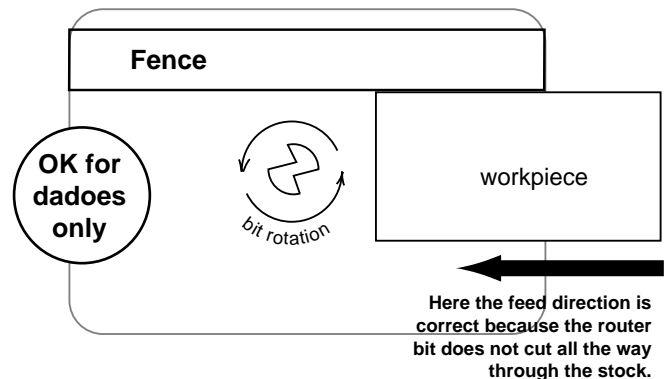 Fence
OK for
dadoes
only
bit rotation
workpiece
Here the feed direction is
correct because the router
bit does not cut all the way
through the stock.